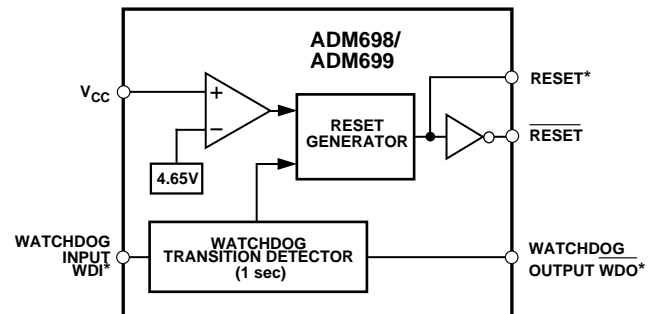 ADM698/
ADM699
VCC
+
−
4.65V
RESET
GENERATOR
RESET*
RESET
WATCHDOG
INPUT
WDI*
WATCHDOG
TRANSITION DETECTOR
(1 sec)
WATCHDOG
OUTPUT WDO*